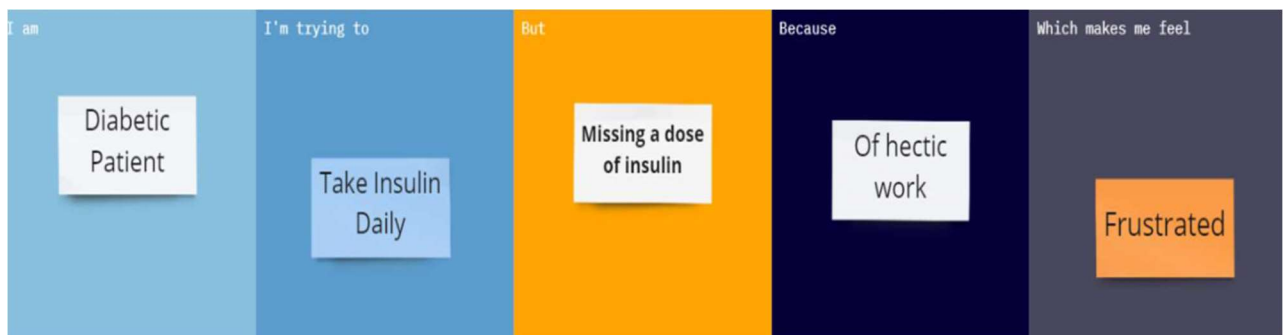 I am
Diabetic
Patient
I'm trying to
Take Insulin
Daily
But
Missing a dose
of insulin
Because
Of hectic
work
Which makes me feel
Frustrated